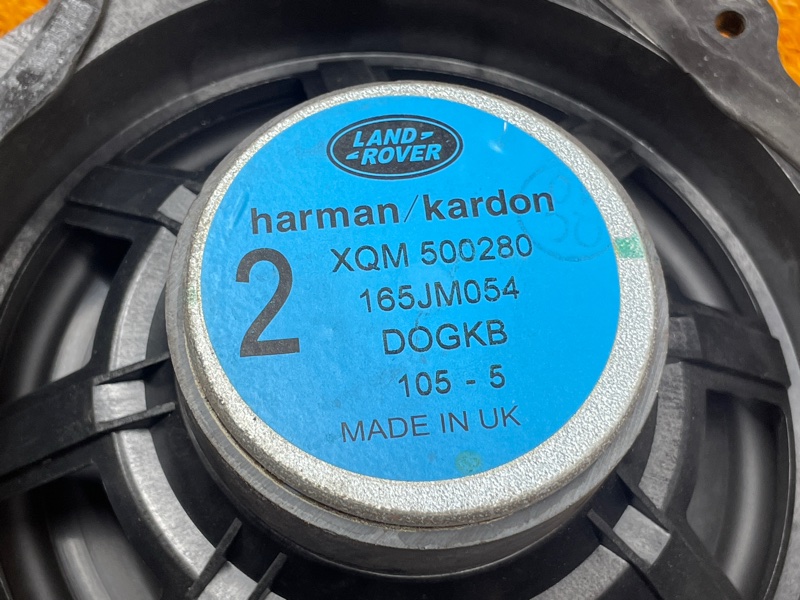 LAND
ROVER
harman/kardon
2
XQM 500280
165JM054
DOGKB
105 - 5
MADE IN UK